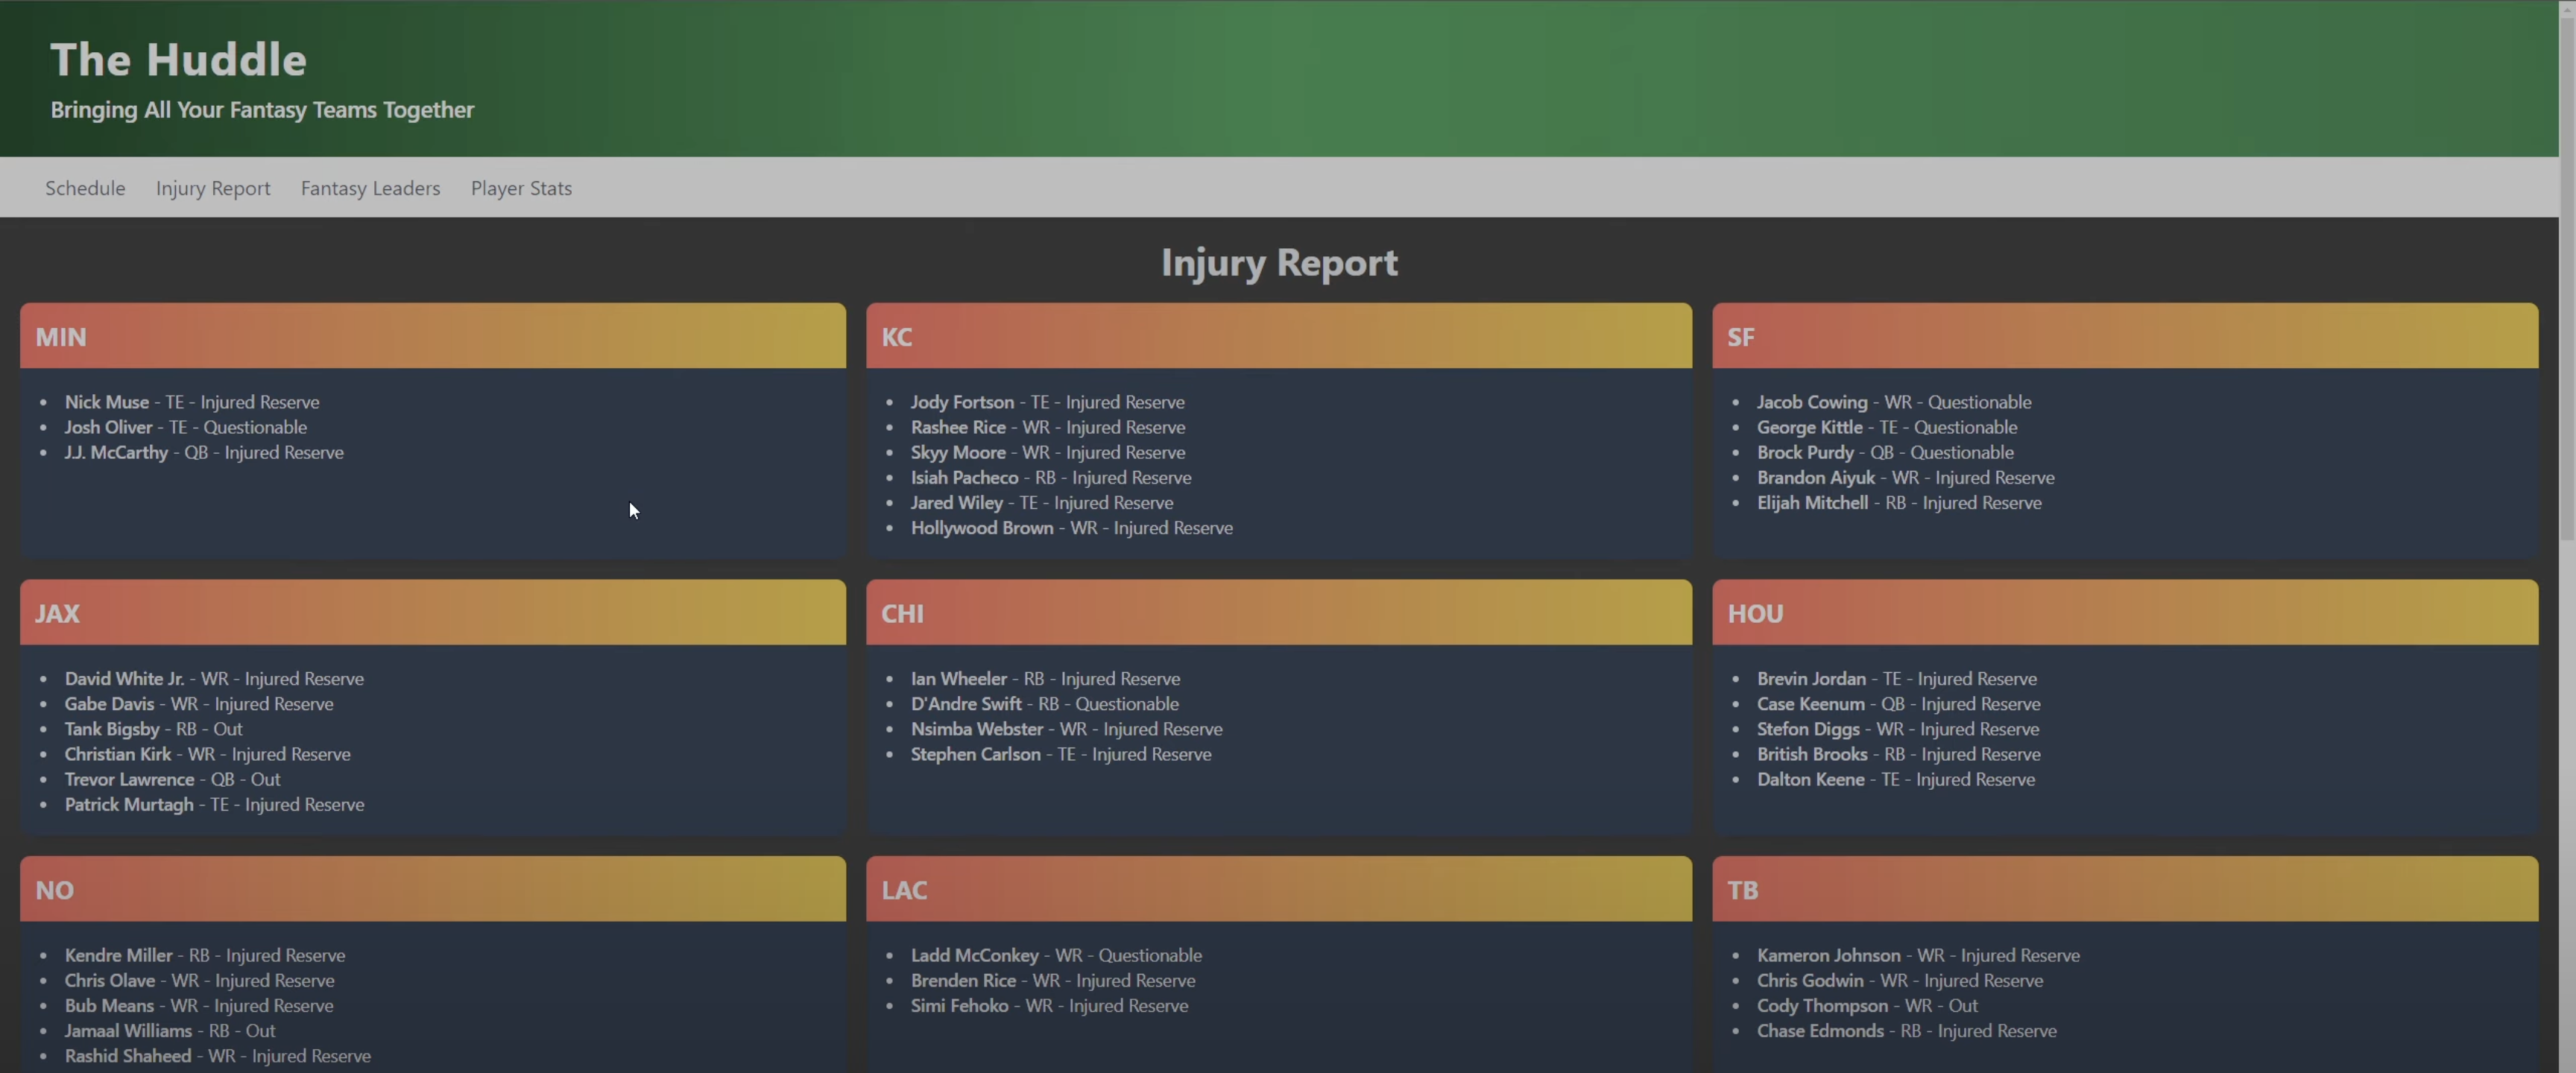 The Huddle
Bringing All Your Fantasy Teams Together
Schedule Injury Report Fantasy Leaders Player Stats
Injury Report
MIN
• Nick Muse - TE - Injured Reserve
• Josh Oliver - TE - Questionable
• J.J. McCarthy - QB - Injured Reserve
KC
• Jody Fortson - TE - Injured Reserve
• Rashee Rice - WR - Injured Reserve
• Skyy Moore - WR - Injured Reserve
• Isiah Pacheco - RB - Injured Reserve
• Jared Wiley - TE - Injured Reserve
• Hollywood Brown - WR - Injured Reserve
SF
• Jacob Cowing - WR - Questionable
• George Kittle - TE - Questionable
• Brock Purdy - QB - Questionable
• Brandon Aiyuk - WR - Injured Reserve
• Elijah Mitchell - RB - Injured Reserve
JAX
• David White Jr. - WR - Injured Reserve
• Gabe Davis - WR - Injured Reserve
• Tank Bigsby - RB - Out
• Christian Kirk - WR - Injured Reserve
• Trevor Lawrence - QB - Out
• Patrick Murtagh - TE - Injured Reserve
CHI
• Ian Wheeler - RB - Injured Reserve
• D'Andre Swift - RB - Questionable
• Nsimba Webster - WR - Injured Reserve
• Stephen Carlson - TE - Injured Reserve
HOU
• Brevin Jordan - TE - Injured Reserve
• Case Keenum - QB - Injured Reserve
• Stefon Diggs - WR - Injured Reserve
• British Brooks - RB - Injured Reserve
• Dalton Keene - TE - Injured Reserve
NO
• Kendre Miller - RB - Injured Reserve
• Chris Olave - WR - Injured Reserve
• Bub Means - WR - Injured Reserve
• Jamaal Williams - RB - Out
• Rashid Shaheed - WR - Injured Reserve
LAC
• Ladd McConkey - WR - Questionable
• Brenden Rice - WR - Injured Reserve
• Simi Fehoko - WR - Injured Reserve
TB
• Kameron Johnson - WR - Injured Reserve
• Chris Godwin - WR - Injured Reserve
• Cody Thompson - WR - Out
• Chase Edmonds - RB - Injured Reserve